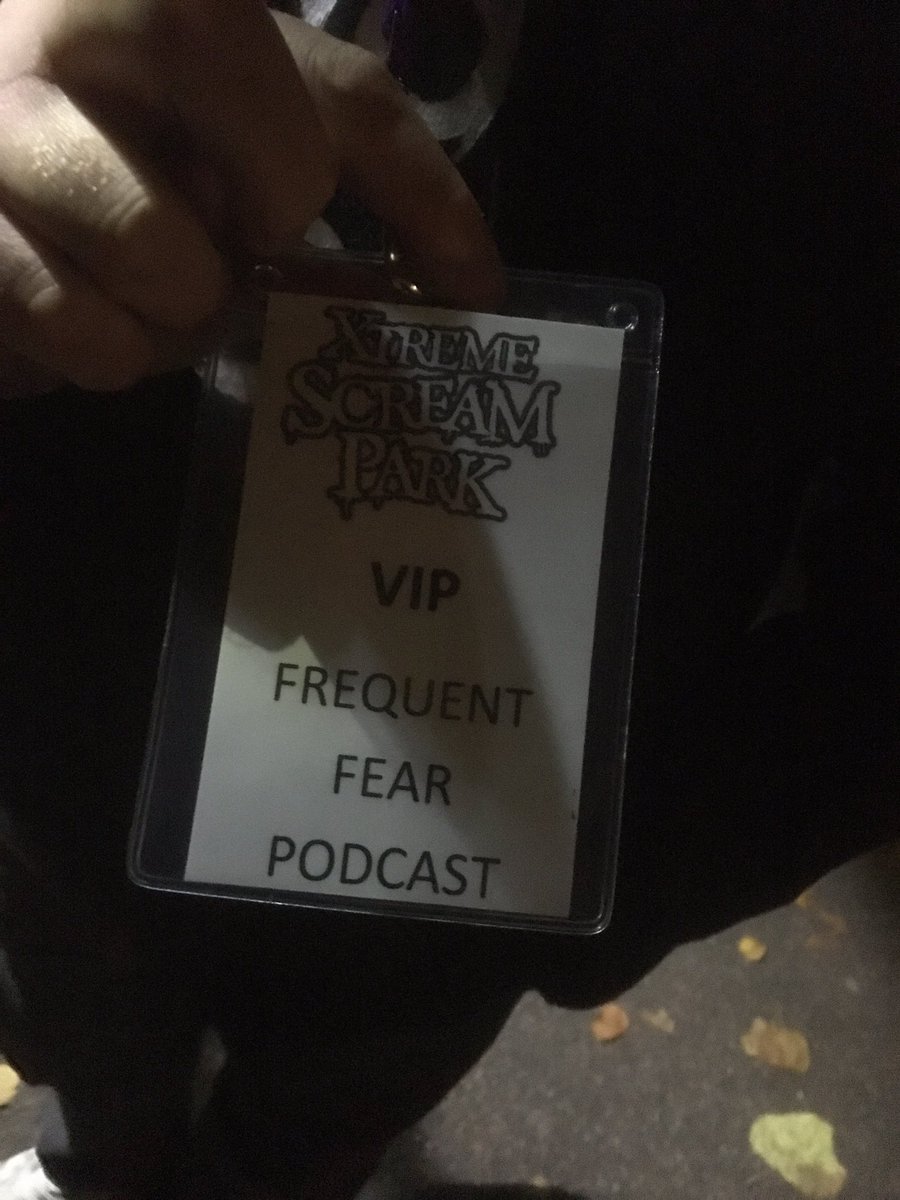 XTREME
SCREAM
PARK
VIP
FREQUENT
FEAR
PODCAST